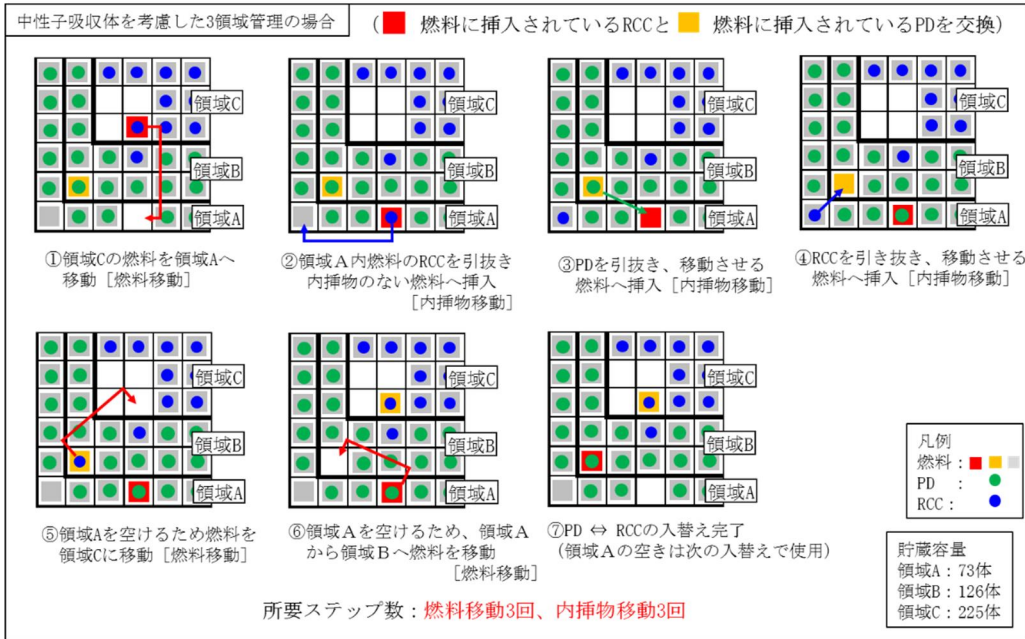 中性子吸収体を考慮した3領域管理の場合
( 燃料に挿入されているRCCと 燃料に挿入されているPDを交換)
領域C
領域B
領域A
①領域Cの燃料を領域Aへ
移動 [燃料移動]
領域C
領域B
領域A
②領域A内燃料のRCCを引抜き
内挿物のない燃料へ挿入
[内挿物移動]
領域C
領域B
領域A
③PDを引抜き、移動させる
燃料へ挿入 [内挿物移動]
領域C
領域B
領域A
④RCCを引き抜き、移動させる
燃料へ挿入 [内挿物移動]
領域C
領域B
領域A
⑤領域Aを空けるため燃料を
領域Cに移動 [燃料移動]
領域C
領域B
領域A
⑥領域Aを空けるため、領域A
から領域Bへ燃料を移動
[燃料移動]
領域C
領域B
領域A
⑦PD ⇔ RCCの入替え完了
(領域Aの空きは次の入替えで使用)
凡例
燃料:
PD :
RCC:
貯蔵容量
領域A:73体
領域B:126体
領域C:225体
所要ステップ数:燃料移動3回、内挿物移動3回